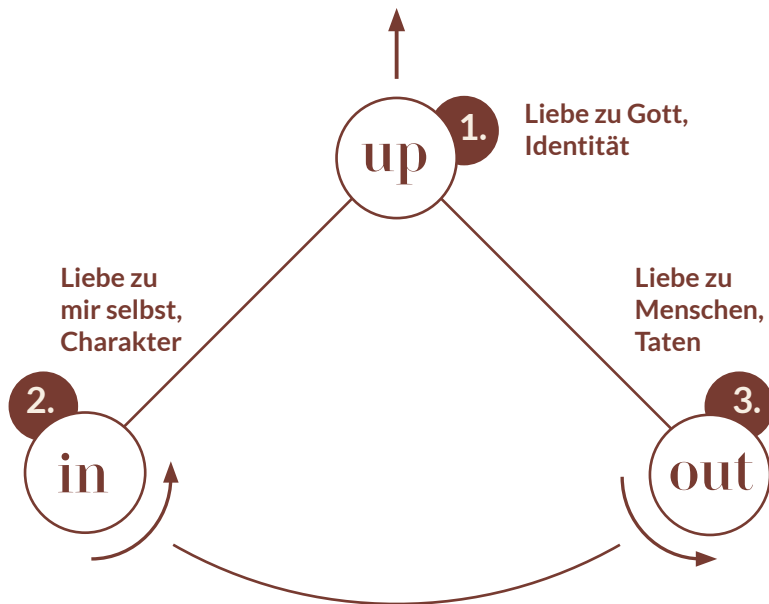 up
1.
Liebe zu Gott,
Identität
Liebe zu
mir selbst,
Charakter
2.
in
Liebe zu
Menschen,
Taten
3.
out